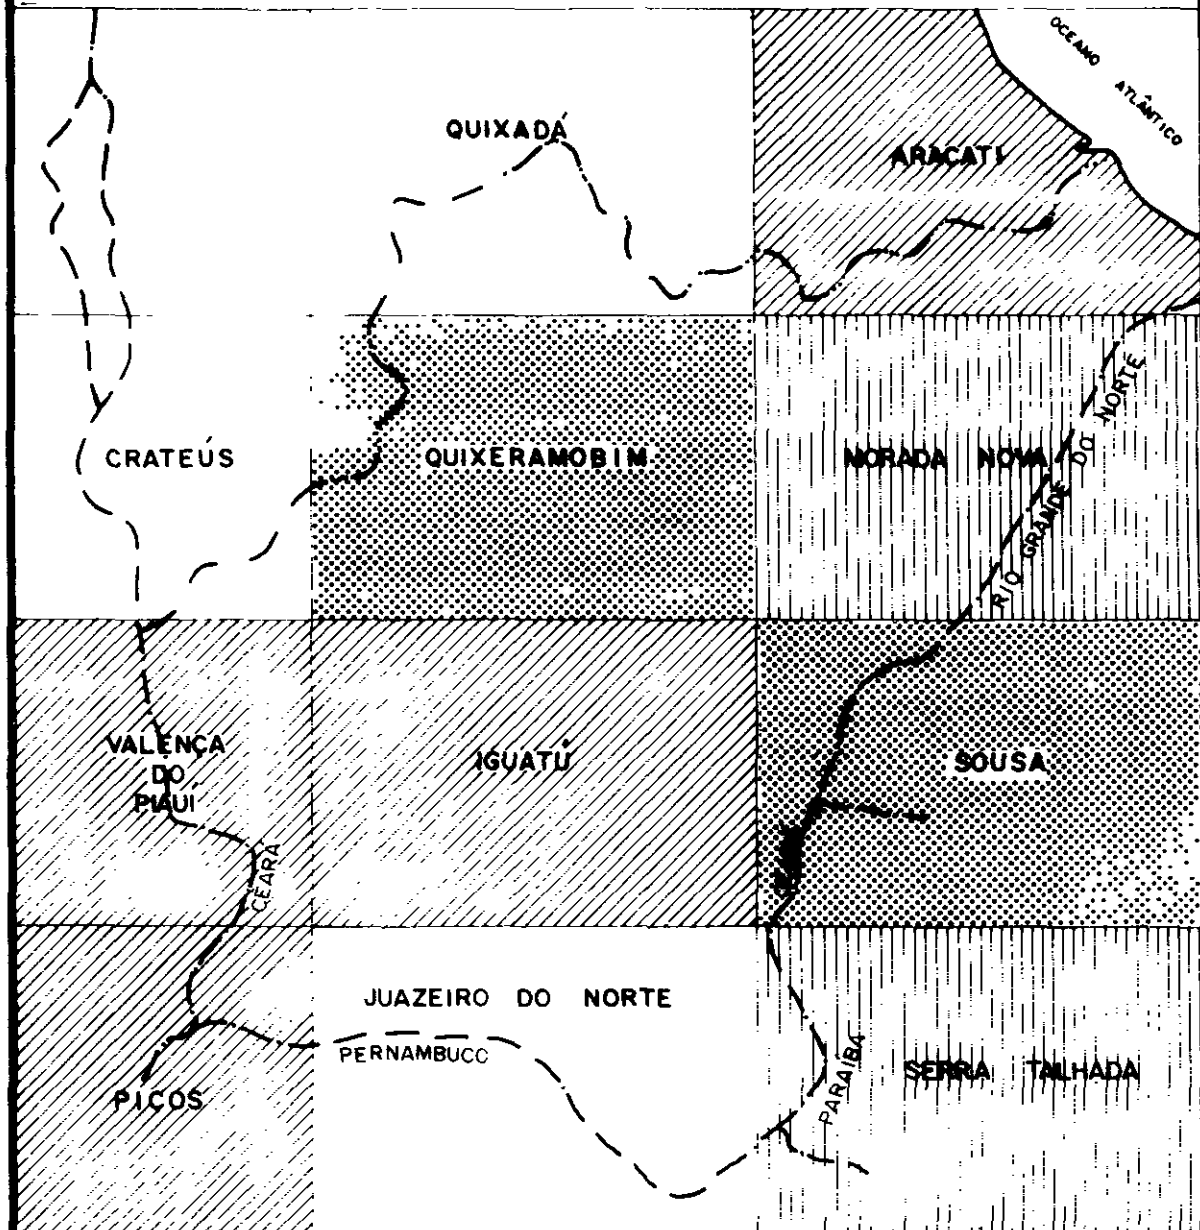 OCEANO
ATLÂNTICO
QUIXADÁ
ARACATI
CRATEÚS
QUIXERAMOBIM
MORADA NOVA
RIO GRANDE DO NORTE
VALENÇA
DO
PIAUÍ
IGUATÚ
SOUSA
CEARÁ
JUAZEIRO DO NORTE
PERNAMBUCO
PARAÍBA
SERRA TALHADA
PICOS